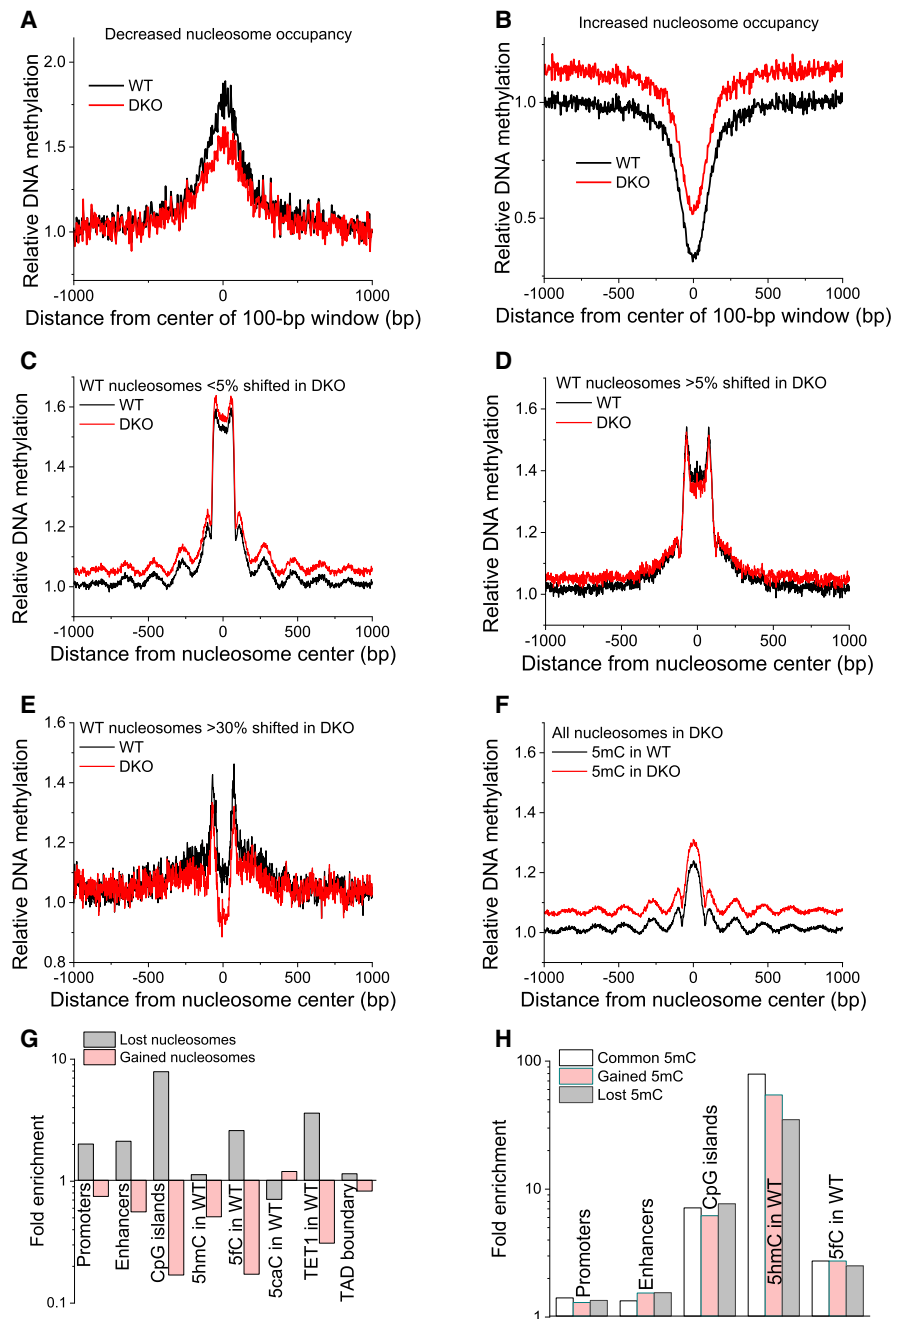 A
Decreased nucleosome occupancy
WT
DKO
Relative DNA methylation
2.0
1.5
1.0
-1000 -500 0 500 1000
Distance from center of 100-bp window (bp)
B
Increased nucleosome occupancy
WT
DKO
Relative DNA methylation
1.0
0.5
-1000 -500 0 500 1000
Distance from center of 100-bp window (bp)
C
WT nucleosomes <5% shifted in DKO
WT
DKO
Relative DNA methylation
1.6
1.4
1.2
1.0
-1000 -500 0 500 1000
Distance from nucleosome center (bp)
D
WT nucleosomes >5% shifted in DKO
WT
DKO
Relative DNA methylation
1.6
1.4
1.2
1.0
-1000 -500 0 500 1000
Distance from nucleosome center (bp)
E
WT nucleosomes >30% shifted in DKO
WT
DKO
Relative DNA methylation
1.6
1.4
1.2
1.0
0.8
-1000 -500 0 500 1000
Distance from nucleosome center (bp)
F
All nucleosomes in DKO
5mC in WT
5mC in DKO
Relative DNA methylation
1.6
1.4
1.2
1.0
-1000 -500 0 500 1000
Distance from nucleosome center (bp)
G
Lost nucleosomes
Gained nucleosomes
Fold enrichment
10
1
0.1
Promoters
Enhancers
CpG islands
5hmC in WT
5fC in WT
5caC in WT
TET1 in WT
TAD boundary
H
Common 5mC
Gained 5mC
Lost 5mC
Fold enrichment
100
10
1
Promoters
Enhancers
CpG islands
5hmC in WT
5fC in WT